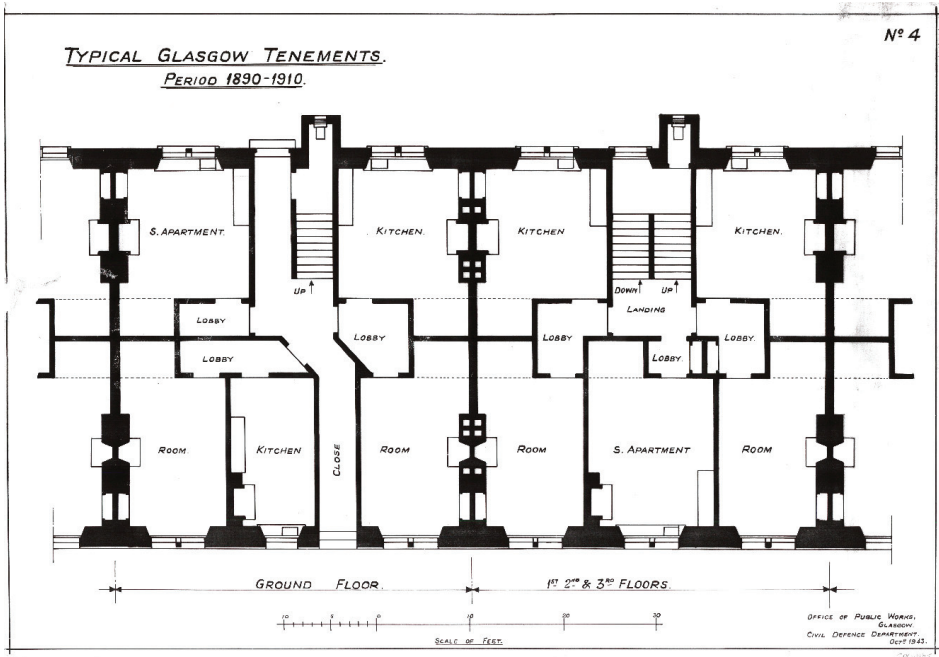 Nº 4
TYPICAL GLASGOW TENEMENTS.
PERIOD 1890-1910.
S. APARTMENT.
KITCHEN.
KITCHEN
KITCHEN.
UP
DOWN
UP
LANDING
LOBBY
LOBBY
LOBBY
LOBBY
LOBBY.
LOBBY.
ROOM
KITCHEN
CLOSE
ROOM
ROOM
S. APARTMENT
ROOM
GROUND FLOOR.
1ST 2ND & 3RD FLOORS.
10 5 0 10 20 30
SCALE OF FEET.
OFFICE OF PUBLIC WORKS,
GLASGOW.
CIVIL DEFENCE DEPARTMENT.
OCTR 1943.